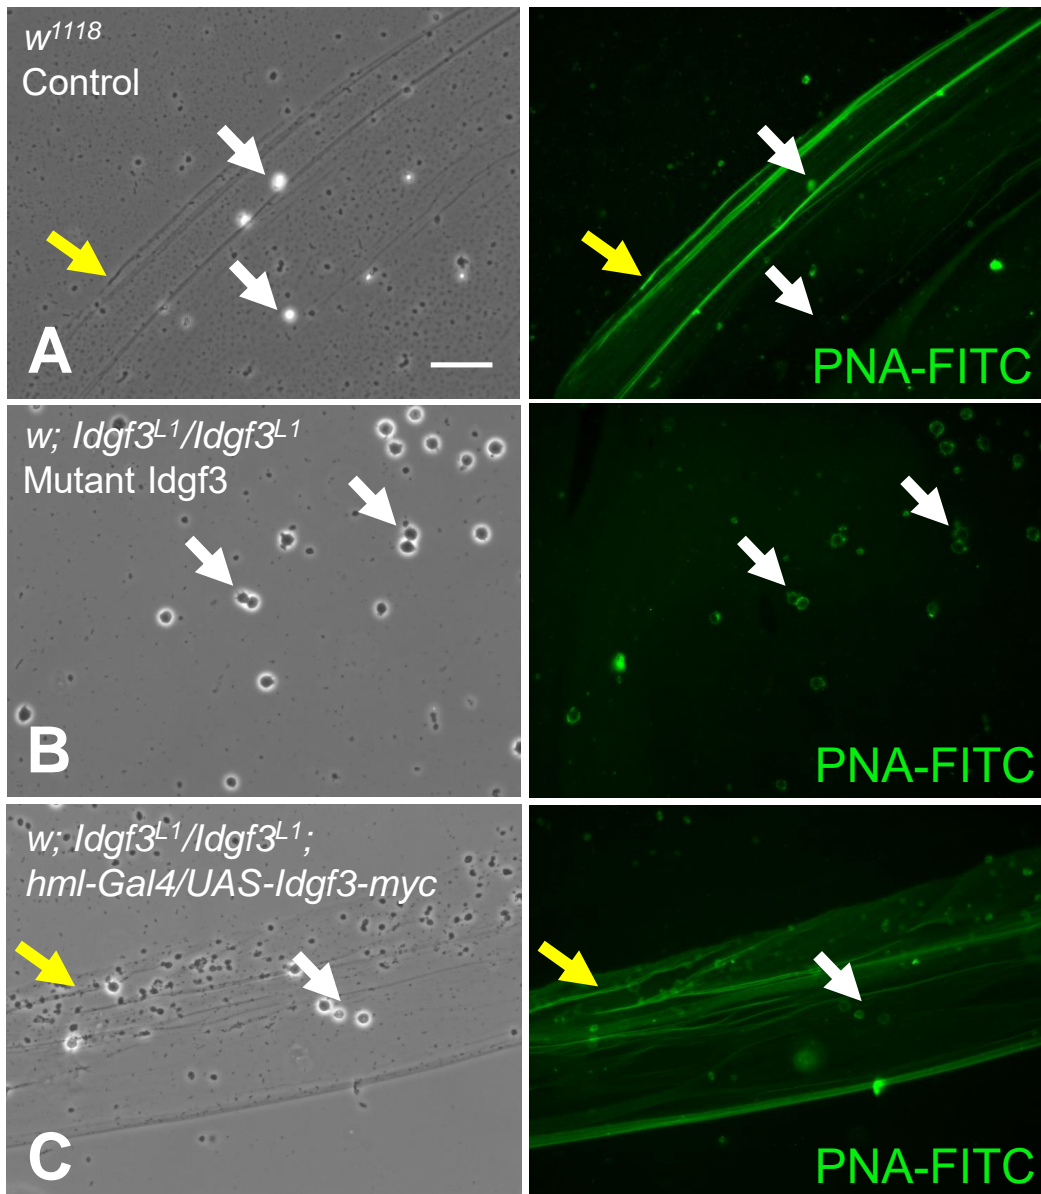 w1118
Control
A
PNA-FITC
w; Idgf3L1/Idgf3L1
Mutant Idgf3
B
PNA-FITC
w; Idgf3L1/Idgf3L1;
hml-Gal4/UAS-Idgf3-myc
C
PNA-FITC